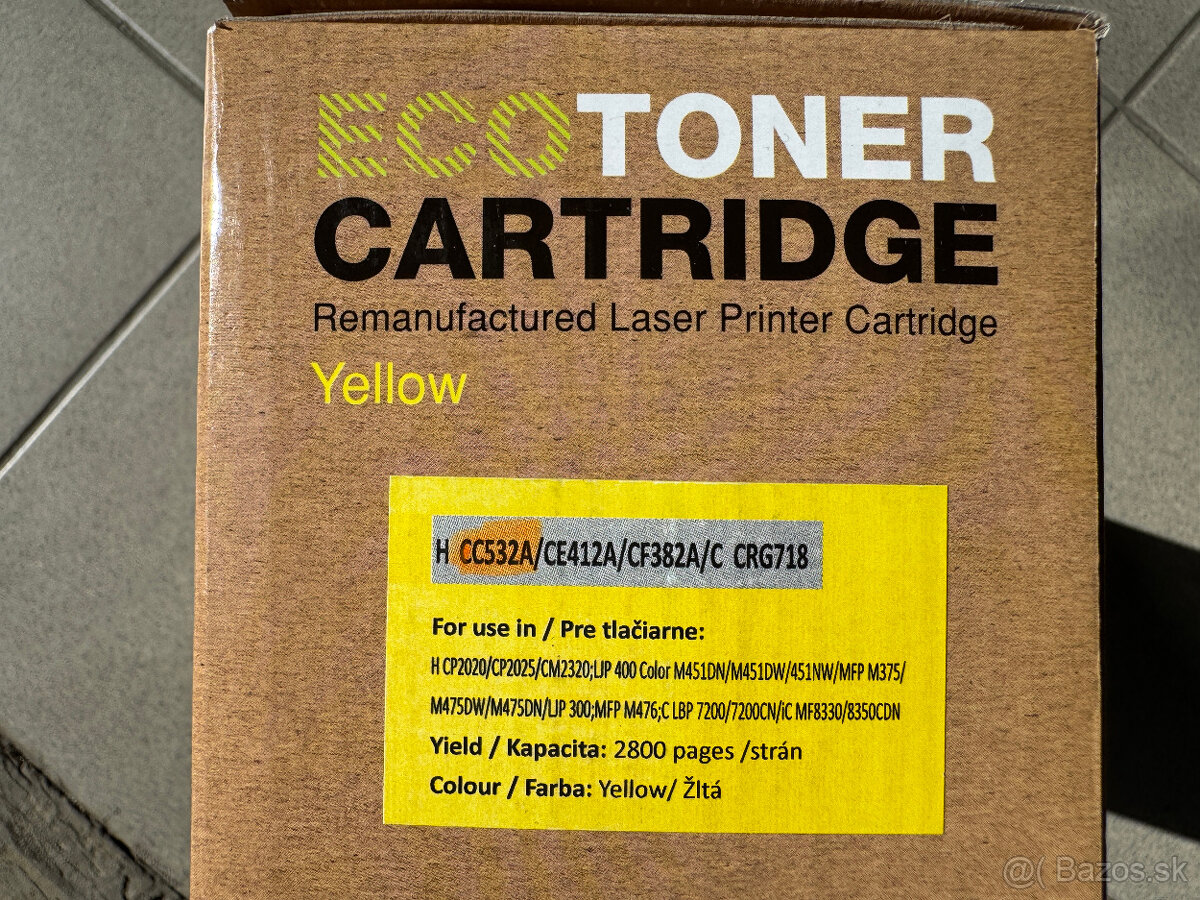 ECOTONER
CARTRIDGE
Remanufactured Laser Printer Cartridge
Yellow
H CC532A/CE412A/CF382A/C CRG718
For use in / Pre tlačiarne:
H CP2020/CP2025/CM2320;LJP 400 Color M451DN/M451DW/451NW/MFP M375/
M475DW/M475DN/LJP 300;MFP M476;C LBP 7200/7200CN/iC MF8330/8350CDN
Yield / Kapacita: 2800 pages /strán
Colour / Farba: Yellow/ Žltá
@( Bazos.sk